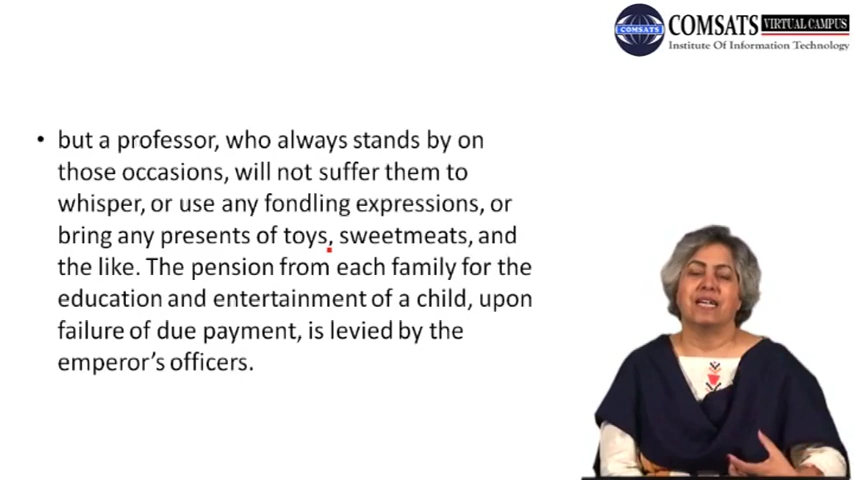 COMSATS VIRTUAL CAMPUS
COMSATS
Institute Of Information Technology
• but a professor, who always stands by on
those occasions, will not suffer them to
whisper, or use any fondling expressions, or
bring any presents of toys, sweetmeats, and
the like. The pension from each family for the
education and entertainment of a child, upon
failure of due payment, is levied by the
emperor’s officers.